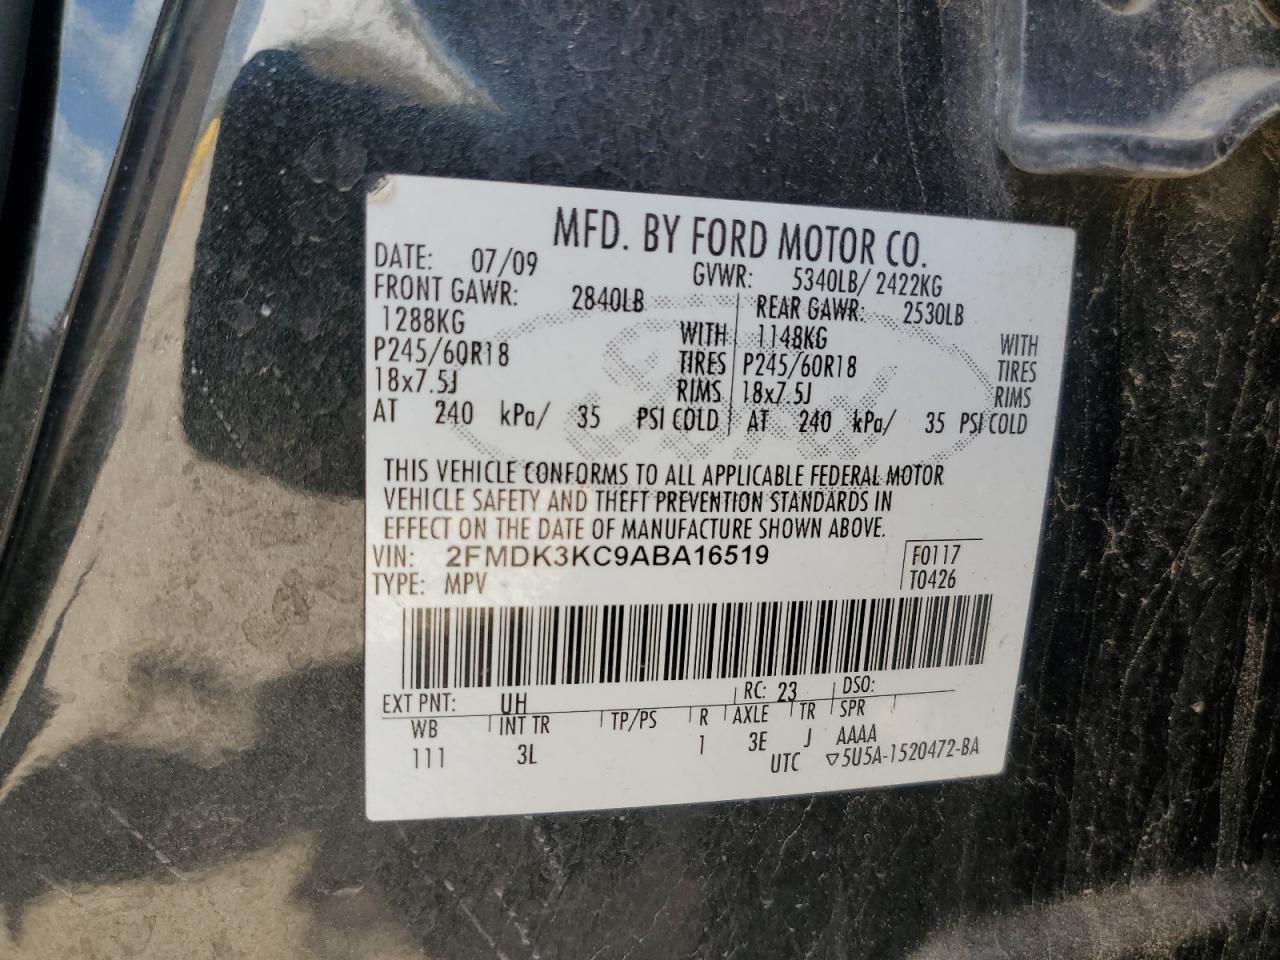 MFD. BY FORD MOTOR CO.
DATE: 07/09 GVWR: 5340LB/ 2422KG
FRONT GAWR: 2840LB REAR GAWR: 2530LB
1288KG WITH 1148KG WITH
P245/60R18 TIRES P245/60R18 TIRES
18x7.5J RIMS 18x7.5J RIMS
AT 240 kPa/ 35 PSI COLD AT 240 kPa/ 35 PSI COLD
THIS VEHICLE CONFORMS TO ALL APPLICABLE FEDERAL MOTOR
VEHICLE SAFETY AND THEFT PREVENTION STANDARDS IN
EFFECT ON THE DATE OF MANUFACTURE SHOWN ABOVE.
VIN: 2FMDK3KC9ABA16519 F0117
TYPE: MPV T0426
EXT PNT: UH RC: 23 DSO:
WB INT TR TP/PS R AXLE TR SPR
111 3L 1 3E J AAAA
UTC ▽5U5A-1520472-BA